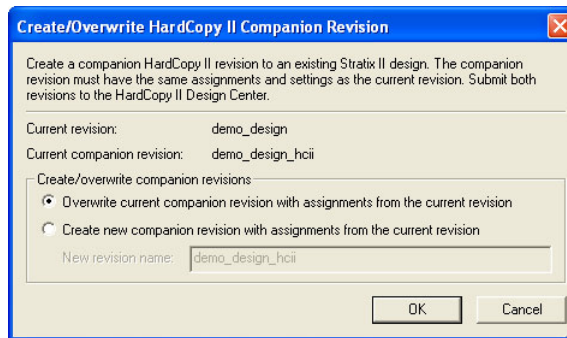 Create/Overwrite HardCopy II Companion Revision
Create a companion HardCopy II revision to an existing Stratix II design. The companion
revision must have the same assignments and settings as the current revision. Submit both
revisions to the HardCopy II Design Center.
Current revision: demo_design
Current companion revision: demo_design_hcii
Create/overwrite companion revisions
Overwrite current companion revision with assignments from the current revision
Create new companion revision with assignments from the current revision
New revision name: demo_design_hcii
OK Cancel